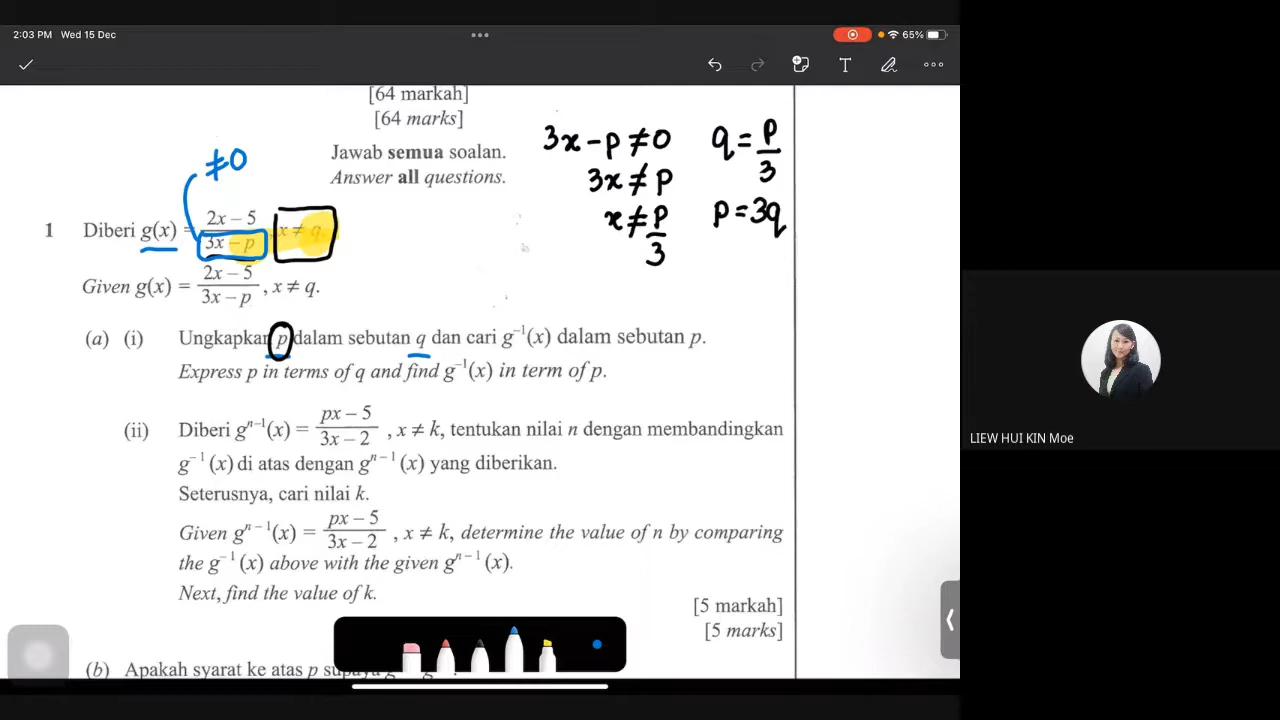 2:03 PM Wed 15 Dec
65%
[64 markah]
[64 marks]
Jawab semua soalan.
Answer all questions.
≠0
3x - p ≠ 0
3x ≠ p
x ≠ p/3
q = p/3
p = 3q
1 Diberi g(x) = (2x – 5)/(3x – p), x ≠ q.
Given g(x) = (2x – 5)/(3x – p), x ≠ q.
(a) (i) Ungkapkan p dalam sebutan q dan cari g⁻¹(x) dalam sebutan p.
Express p in terms of q and find g⁻¹(x) in term of p.
(ii) Diberi gⁿ⁻¹(x) = (px – 5)/(3x – 2), x ≠ k, tentukan nilai n dengan membandingkan
g⁻¹(x) di atas dengan gⁿ⁻¹(x) yang diberikan.
Seterusnya, cari nilai k.
Given gⁿ⁻¹(x) = (px – 5)/(3x – 2), x ≠ k, determine the value of n by comparing
the g⁻¹(x) above with the given gⁿ⁻¹(x).
Next, find the value of k.
[5 markah]
[5 marks]
(b) Apakah syarat ke atas p
LIEW HUI KIN Moe